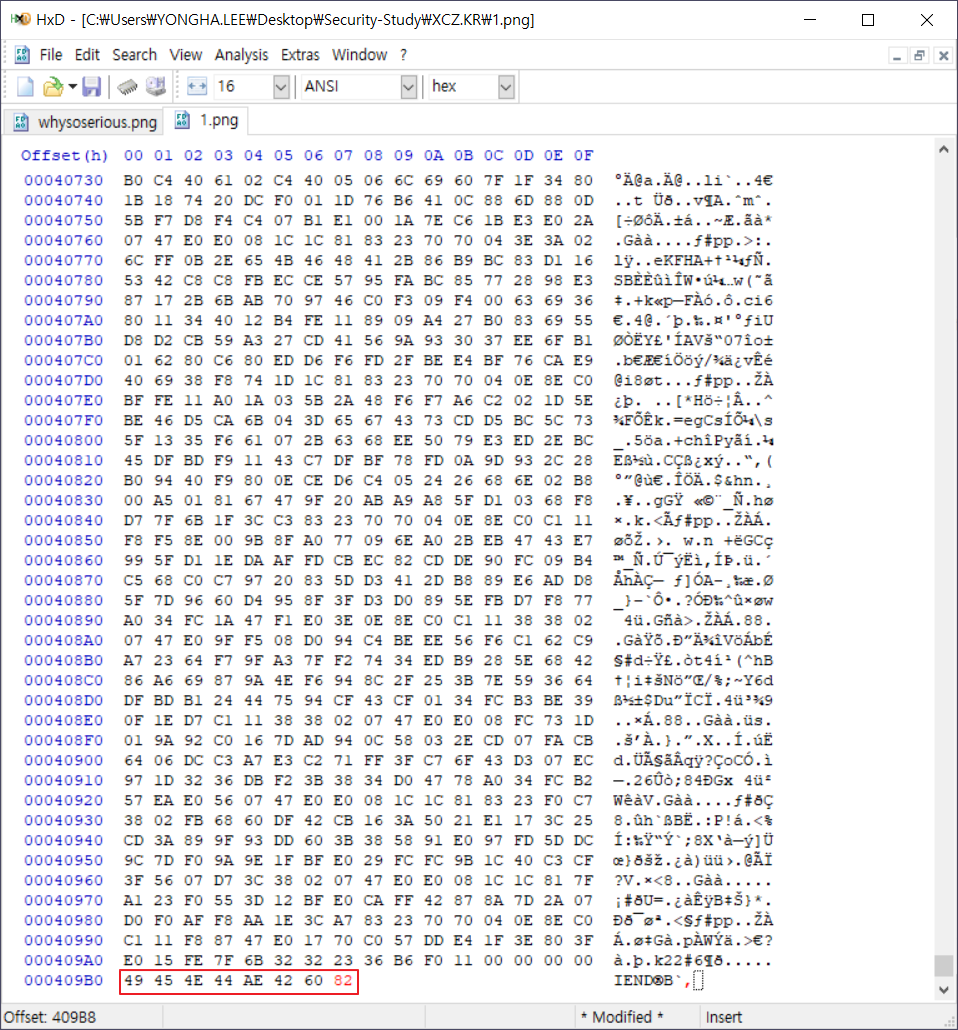 HxD - [C:₩Users₩YONGHA.LEE₩Desktop₩Security-Study₩XCZ.KR₩1.png]
File Edit Search View Analysis Extras Window ?
16 ANSI hex
whysoserious.png 1.png
Offset(h) 00 01 02 03 04 05 06 07 08 09 0A 0B 0C 0D 0E 0F
00040730 B0 C4 40 61 02 C4 40 05 06 6C 69 60 7F 1F 34 80 °Ä@a.Ä@..li`..4€
00040740 1B 18 74 20 DC F0 01 1D 76 B6 41 0C 88 6D 88 0D ..t Üð..v¶A.ˆmˆ.
00040750 5B F7 D8 F4 C4 07 B1 E1 00 1A 7E C6 1B E3 E0 2A [÷ØôÄ.±á..~Æ.ãà*
00040760 07 47 E0 E0 08 1C 1C 81 83 23 70 70 04 3E 3A 02 .Gàà....ƒ#pp.>:.
00040770 6C FF 0B 2E 65 4B 46 48 41 2B 86 B9 BC 83 D1 16 lÿ..eKFHA+†¹¼ƒÑ.
00040780 53 42 C8 C8 FB EC CE 57 95 FA BC 85 77 28 98 E3 SBÈÈûìÎW•ú¼…w(˜ã
00040790 87 17 2B 6B AB 70 97 46 C0 F3 09 F4 00 63 69 36 ‡.+k«p—FÀó.ô.ci6
000407A0 80 11 34 40 12 B4 FE 11 89 09 A4 27 B0 83 69 55 €.4@.´þ.‰.¤'°ƒiU
000407B0 D8 D2 CB 59 A3 27 CD 41 56 9A 93 30 37 EE 6F B1 ØÒËY£'ÍAVš“07îo±
000407C0 01 62 80 C6 80 ED D6 F6 FD 2F BE E4 BF 76 CA E9 .b€Æ€íÖöý/¾ä¿vÊé
000407D0 40 69 38 F8 74 1D 1C 81 83 23 70 70 04 0E 8E C0 @i8øt...ƒ#pp..ŽÀ
000407E0 BF FE 11 A0 1A 03 5B 2A 48 F6 F7 A6 C2 02 1D 5E ¿þ. ..[*Hö÷¦Â..^
000407F0 BE 46 D5 CA 6B 04 3D 65 67 43 73 CD D5 BC 5C 73 ¾FÕÊk.=egCsÍÕ¼\s
00040800 5F 13 35 F6 61 07 2B 63 68 EE 50 79 E3 ED 2E BC _.5öa.+chîPyãí.¼
00040810 45 DF BD F9 11 43 C7 DF BF 78 FD 0A 9D 93 2C 28 Eß½ù.CÇß¿xý..“,(
00040820 B0 94 40 F9 80 0E CE D6 C4 05 24 26 68 6E 02 B8 °”@ù€.ÎÖÄ.$&hn.¸
00040830 00 A5 01 81 67 47 9F 20 AB A9 A8 5F D1 03 68 F8 .¥..gGŸ «©¨_Ñ.hø
00040840 D7 7F 6B 1F 3C C3 83 23 70 70 04 0E 8E C0 C1 11 ×.k.<Ãƒ#pp..ŽÀÁ.
00040850 F8 F5 8E 00 9B 8F A0 77 09 6E A0 2B EB 47 43 E7 øõŽ.›. w.n +ëGCç
00040860 99 5F D1 1E DA AF FD CB EC 82 CD DE 90 FC 09 B4 ™_Ñ.Ú¯ýËì‚ÍÞ.ü.´
00040870 C5 68 C0 C7 97 20 83 5D D3 41 2D B8 89 E6 AD D8 ÅhÀÇ— ƒ]ÓA-¸‰æ.Ø
00040880 5F 7D 96 60 D4 95 8F 3F D3 D0 89 5E FB D7 F8 77 _}–`Ô•.?ÓÐ‰^û×øw
00040890 A0 34 FC 1A 47 F1 E0 3E 0E 8E C0 C1 11 38 38 02 4ü.Gñà>.ŽÀÁ.88.
000408A0 07 47 E0 9F F5 08 D0 94 C4 BE EE 56 F6 C1 62 C9 .GàŸõ.Ð”Ä¾îVöÁbÉ
000408B0 A7 23 64 F7 9F A3 7F F2 74 34 ED B9 28 5E 68 42 §#d÷Ÿ£.òt4í¹(^hB
000408C0 86 A6 69 87 9A 4E F6 94 8C 2F 25 3B 7E 59 36 64 †¦i‡šNö”Œ/%;~Y6d
000408D0 DF BD B1 24 44 75 94 CF 43 CF 01 34 FC B3 BE 39 ß½±$Du”ÏCÏ.4ü³¾9
000408E0 0F 1E D7 C1 11 38 38 02 07 47 E0 E0 08 FC 73 1D ..×Á.88..Gàà.üs.
000408F0 01 9A 92 C0 16 7D AD 94 0C 58 03 2E CD 07 FA CB .š’À.}.”.X..Í.úË
00040900 64 06 DC C3 A7 E3 C2 71 FF 3F C7 6F 43 D3 07 EC d.ÜÃ§ãÂqÿ?ÇoCÓ.ì
00040910 97 1D 32 36 DB F2 3B 38 34 D0 47 78 A0 34 FC B2 —.26Ûò;84ÐGx 4ü²
00040920 57 EA E0 56 07 47 E0 E0 08 1C 1C 81 83 23 F0 C7 WêàV.Gàà....ƒ#ðÇ
00040930 38 02 FB 68 60 DF 42 CB 16 3A 50 21 E1 17 3C 25 8.ûh`ßBË.:P!á.<%
00040940 CD 3A 89 9F 93 DD 60 3B 38 58 91 E0 97 FD 5D DC Í:‰Ÿ“Ý`;8X‘à—ý]Ü
00040950 9C 7D F0 9A 9E 1F BF E0 29 FC FC 9B 1C 40 C3 CF œ}ðšž.¿à)üü›.@ÃÏ
00040960 3F 56 07 D7 3C 38 02 07 47 E0 E0 08 1C 1C 81 7F ?V.×<8..Gàà.....
00040970 A1 23 F0 55 3D 12 BF E0 CA FF 42 87 8A 7D 2A 07 ¡#ðU=.¿àÊÿB‡Š}*.
00040980 D0 F0 AF F8 AA 1E 3C A7 83 23 70 70 04 0E 8E C0 Ðð¯øª.<§ƒ#pp..ŽÀ
00040990 C1 11 F8 87 47 E0 17 70 C0 57 DD E4 1F 3E 80 3F Á.ø‡Gà.pÀWÝä.>€?
000409A0 E0 15 FE 7F 6B 32 32 23 36 B6 F0 11 00 00 00 00 à.þ.k22#6¶ð.....
000409B0 49 45 4E 44 AE 42 60 82 IEND®B`‚
Offset: 409B8 * Modified * Insert